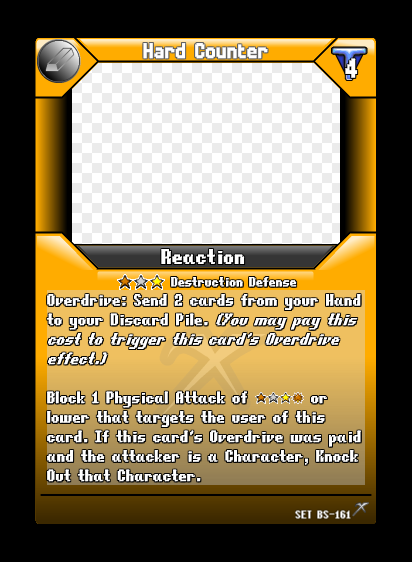 Hard Counter
4
Reaction
Destruction Defense
Overdrive: Send 2 cards from your Hand
to your Discard Pile. (You may pay this
cost to trigger this card's Overdrive
effect.)
Block 1 Physical Attack of or
lower that targets the user of this
card. If this card's Overdrive was paid
and the attacker is a Character, Knock
Out that Character.
SET BS-161